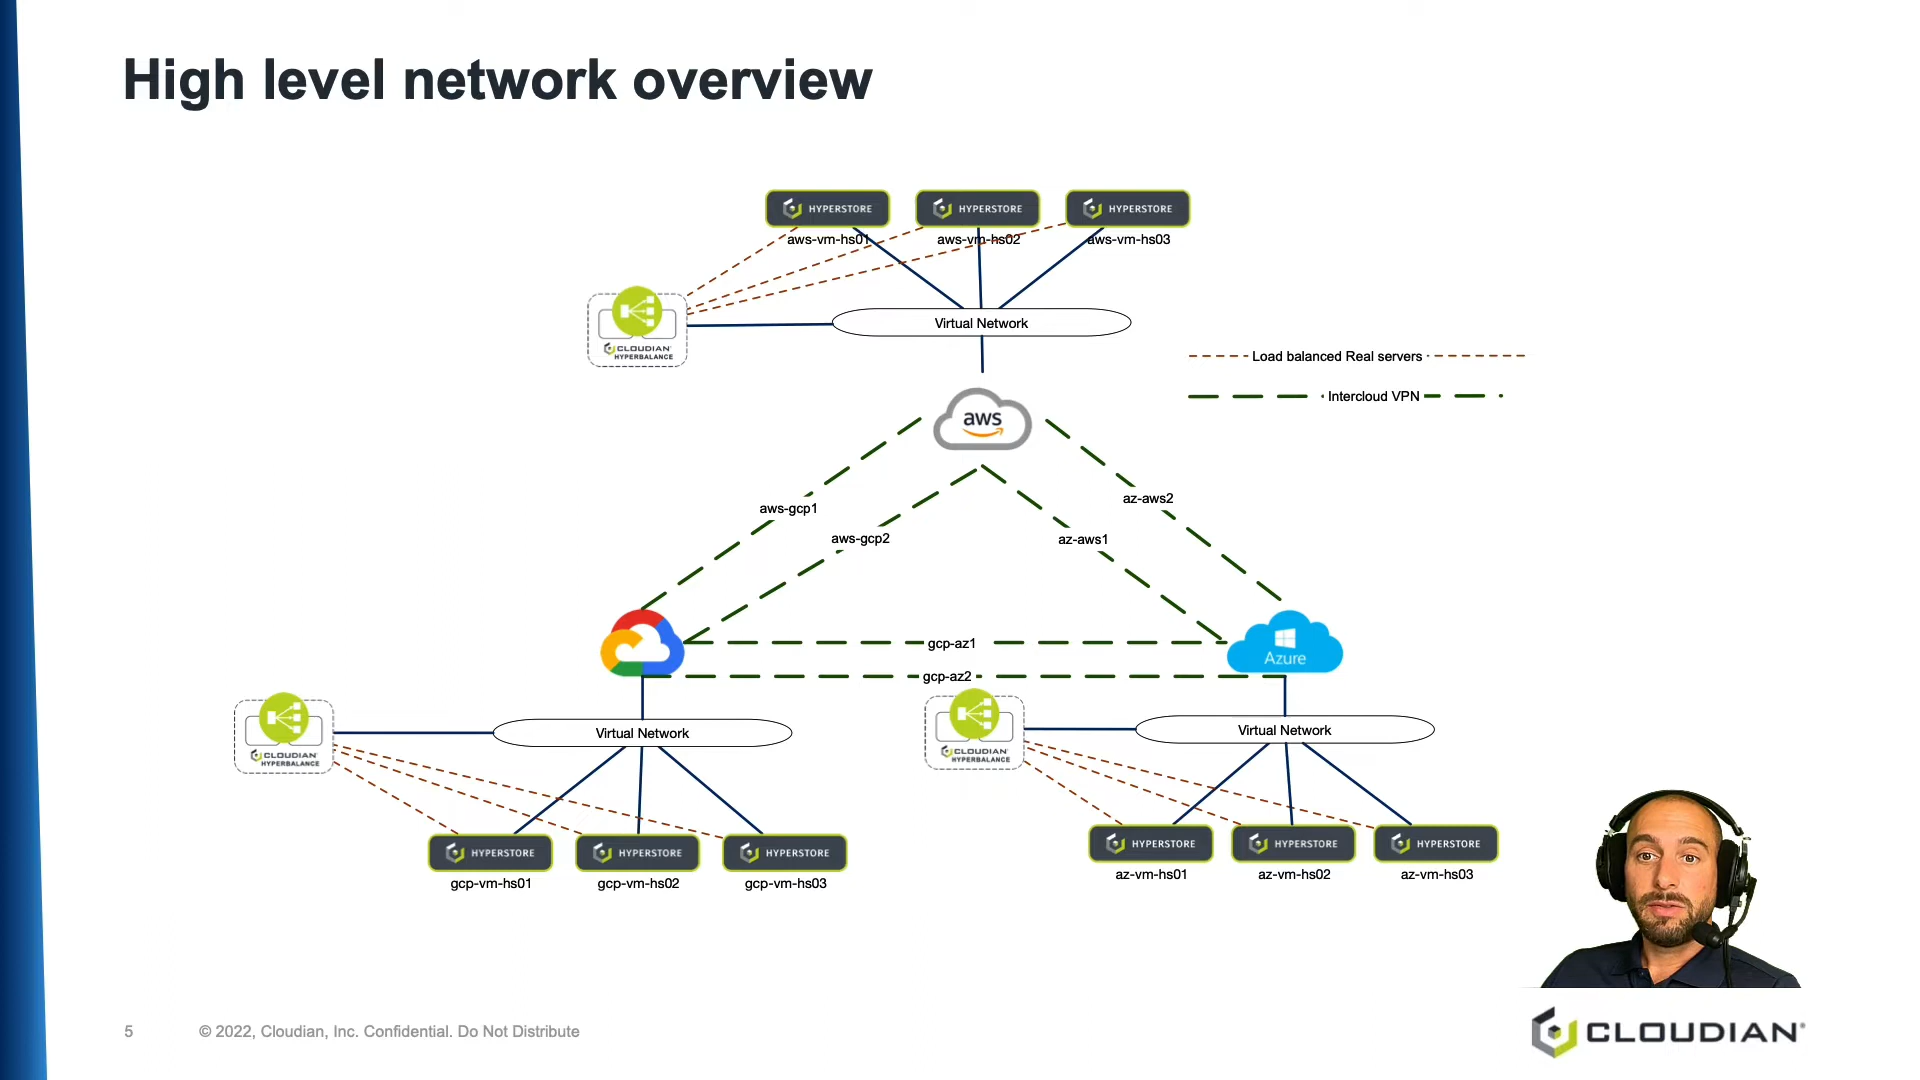 High level network overview
HYPERSTORE
HYPERSTORE
HYPERSTORE
aws-vm-hs01
aws-vm-hs02
aws-vm-hs03
CLOUDIAN
HYPERBALANCE
Virtual Network
Load balanced Real servers
Intercloud VPN
aws
aws-gcp1
aws-gcp2
az-aws1
az-aws2
gcp-az1
gcp-az2
Azure
CLOUDIAN
HYPERBALANCE
Virtual Network
HYPERSTORE
HYPERSTORE
HYPERSTORE
gcp-vm-hs01
gcp-vm-hs02
gcp-vm-hs03
CLOUDIAN
HYPERBALANCE
Virtual Network
HYPERSTORE
HYPERSTORE
HYPERSTORE
az-vm-hs01
az-vm-hs02
az-vm-hs03
5
© 2022, Cloudian, Inc. Confidential. Do Not Distribute
CLOUDIAN®